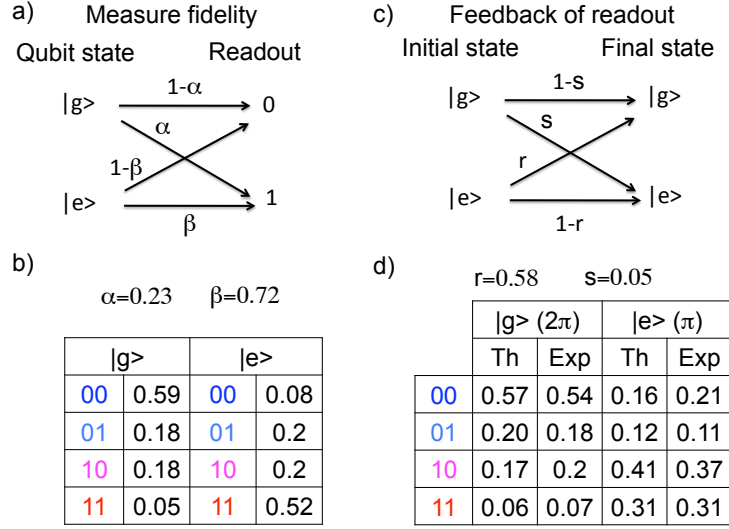 a) Measure fidelity
Qubit state Readout
|g> 1-α 0
α
1-β
|e> β 1
b)
α=0.23 β=0.72
|g> |e>
00 0.59 00 0.08
01 0.18 01 0.2
10 0.18 10 0.2
11 0.05 11 0.52
c) Feedback of readout
Initial state Final state
|g> 1-s |g>
s
r
|e> 1-r |e>
d)
r=0.58 s=0.05
|g> (2π) |e> (π)
Th Exp Th Exp
00 0.57 0.54 0.16 0.21
01 0.20 0.18 0.12 0.11
10 0.17 0.2 0.41 0.37
11 0.06 0.07 0.31 0.31